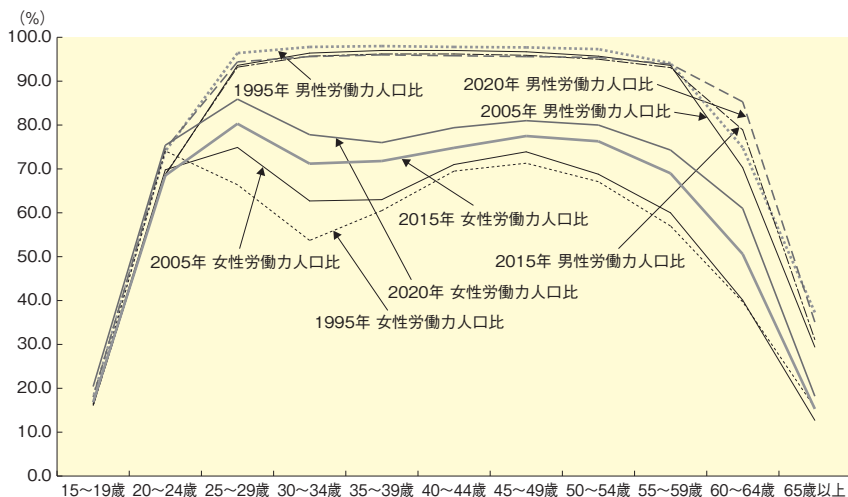 (%)
100.0
90.0
80.0
70.0
60.0
50.0
40.0
30.0
20.0
10.0
0.0
1995年 男性労働力人口比
2020年 男性労働力人口比
2005年 男性労働力人口比
2015年 女性労働力人口比
2005年 女性労働力人口比
2015年 男性労働力人口比
2020年 女性労働力人口比
1995年 女性労働力人口比
15～19歳 20～24歳 25～29歳 30～34歳 35～39歳 40～44歳 45～49歳 50～54歳 55～59歳 60～64歳 65歳以上